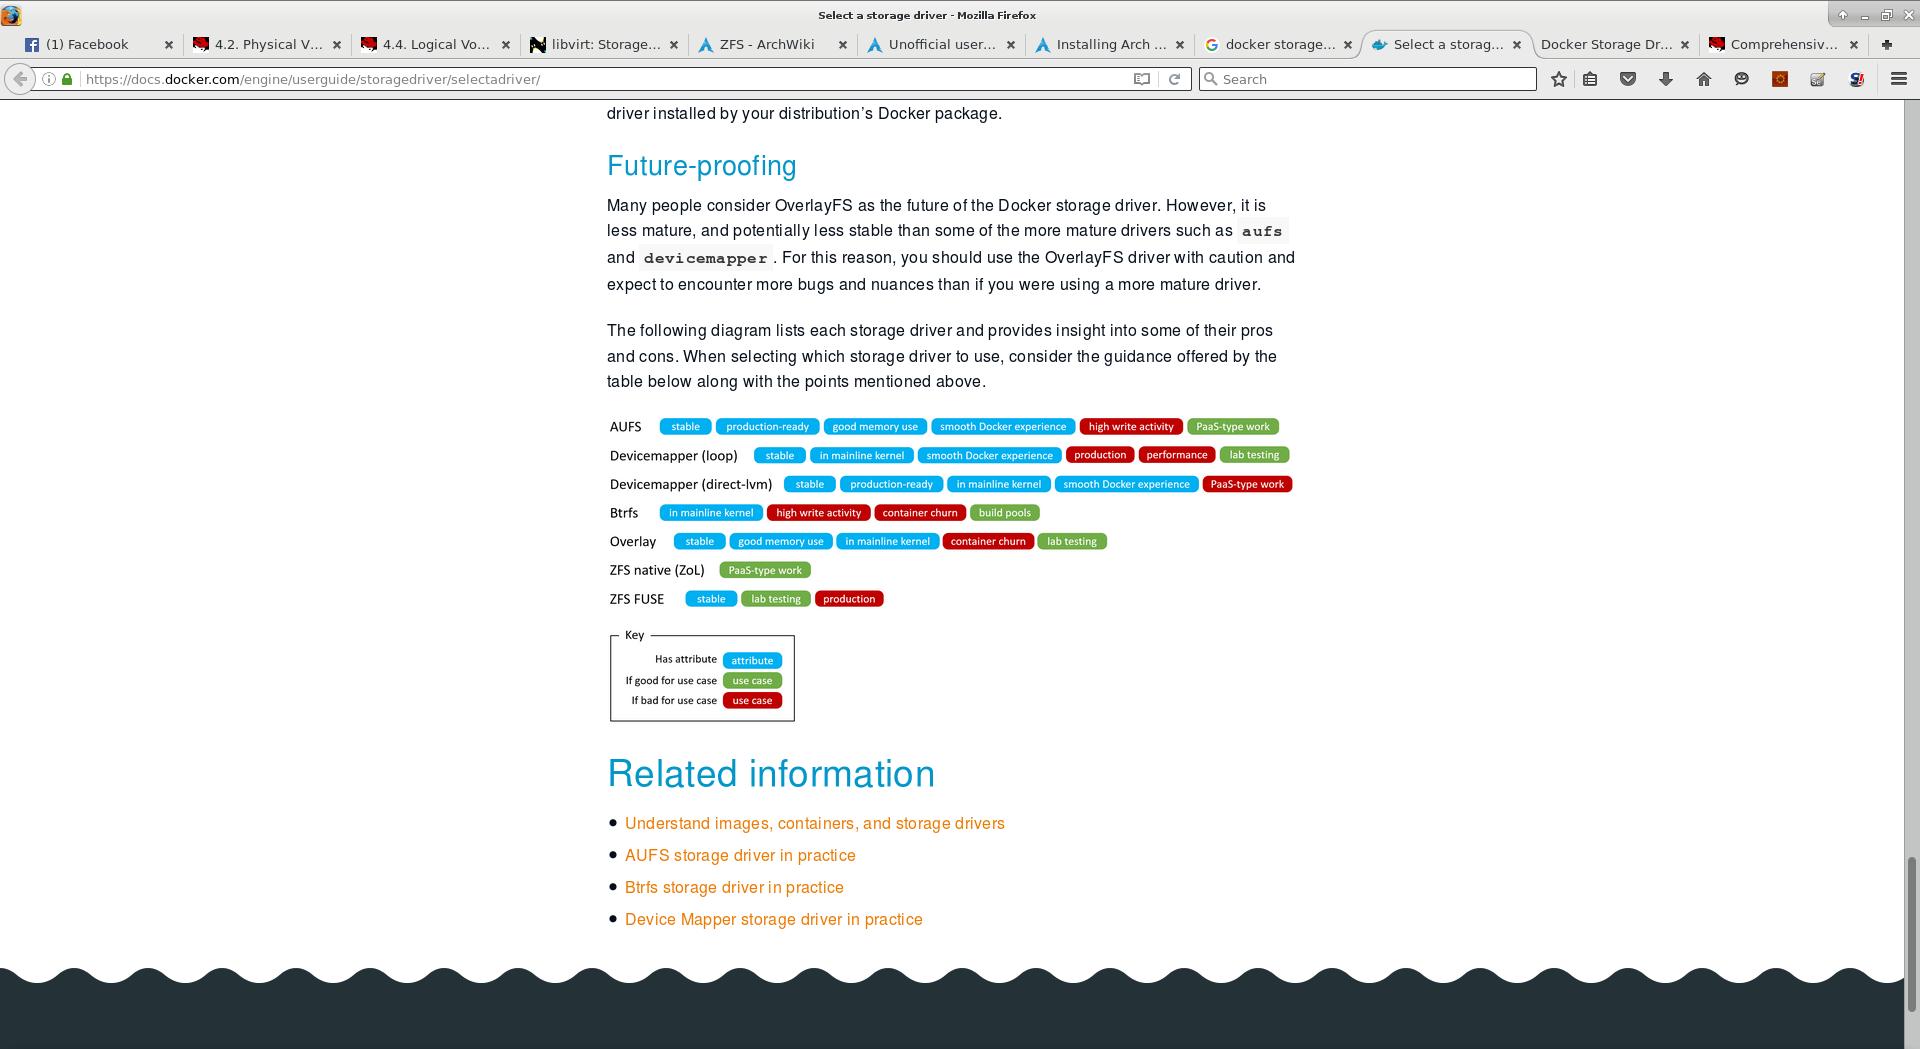 Select a storage driver - Mozilla Firefox
(1) Facebook
4.2. Physical V...
4.4. Logical Vo...
libvirt: Storage...
ZFS - ArchWiki
Unofficial user...
Installing Arch ...
docker storage...
Select a storag...
Docker Storage Dr...
Comprehensiv...
https://docs.docker.com/engine/userguide/storagedriver/selectadriver/
Search
driver installed by your distribution’s Docker package.
Future-proofing
Many people consider OverlayFS as the future of the Docker storage driver. However, it is
less mature, and potentially less stable than some of the more mature drivers such as aufs
and devicemapper . For this reason, you should use the OverlayFS driver with caution and
expect to encounter more bugs and nuances than if you were using a more mature driver.
The following diagram lists each storage driver and provides insight into some of their pros
and cons. When selecting which storage driver to use, consider the guidance offered by the
table below along with the points mentioned above.
AUFS stable production-ready good memory use smooth Docker experience high write activity PaaS-type work
Devicemapper (loop) stable in mainline kernel smooth Docker experience production performance lab testing
Devicemapper (direct-lvm) stable production-ready in mainline kernel smooth Docker experience PaaS-type work
Btrfs in mainline kernel high write activity container churn build pools
Overlay stable good memory use in mainline kernel container churn lab testing
ZFS native (ZoL) PaaS-type work
ZFS FUSE stable lab testing production
Key
Has attribute attribute
If good for use case use case
If bad for use case use case
Related information
Understand images, containers, and storage drivers
AUFS storage driver in practice
Btrfs storage driver in practice
Device Mapper storage driver in practice